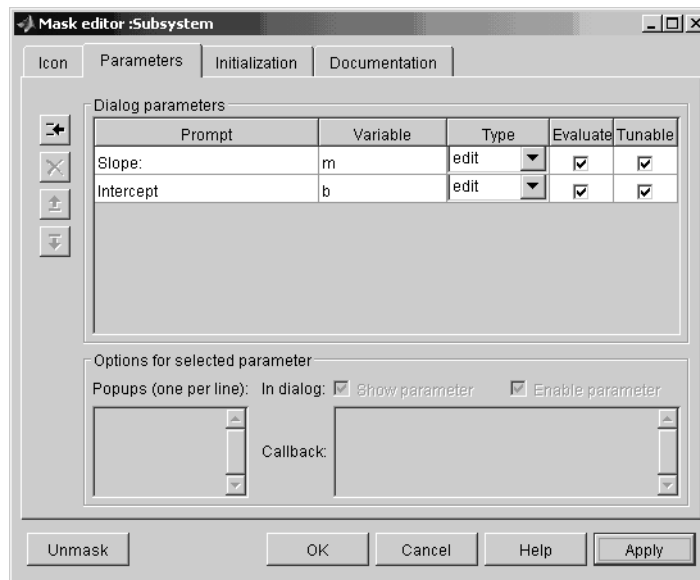 Mask editor :Subsystem
Icon Parameters Initialization Documentation
Dialog parameters
Prompt Variable Type Evaluate Tunable
Slope: m edit
Intercept b edit
Options for selected parameter
Popups (one per line): In dialog: Show parameter Enable parameter
Callback:
Unmask OK Cancel Help Apply